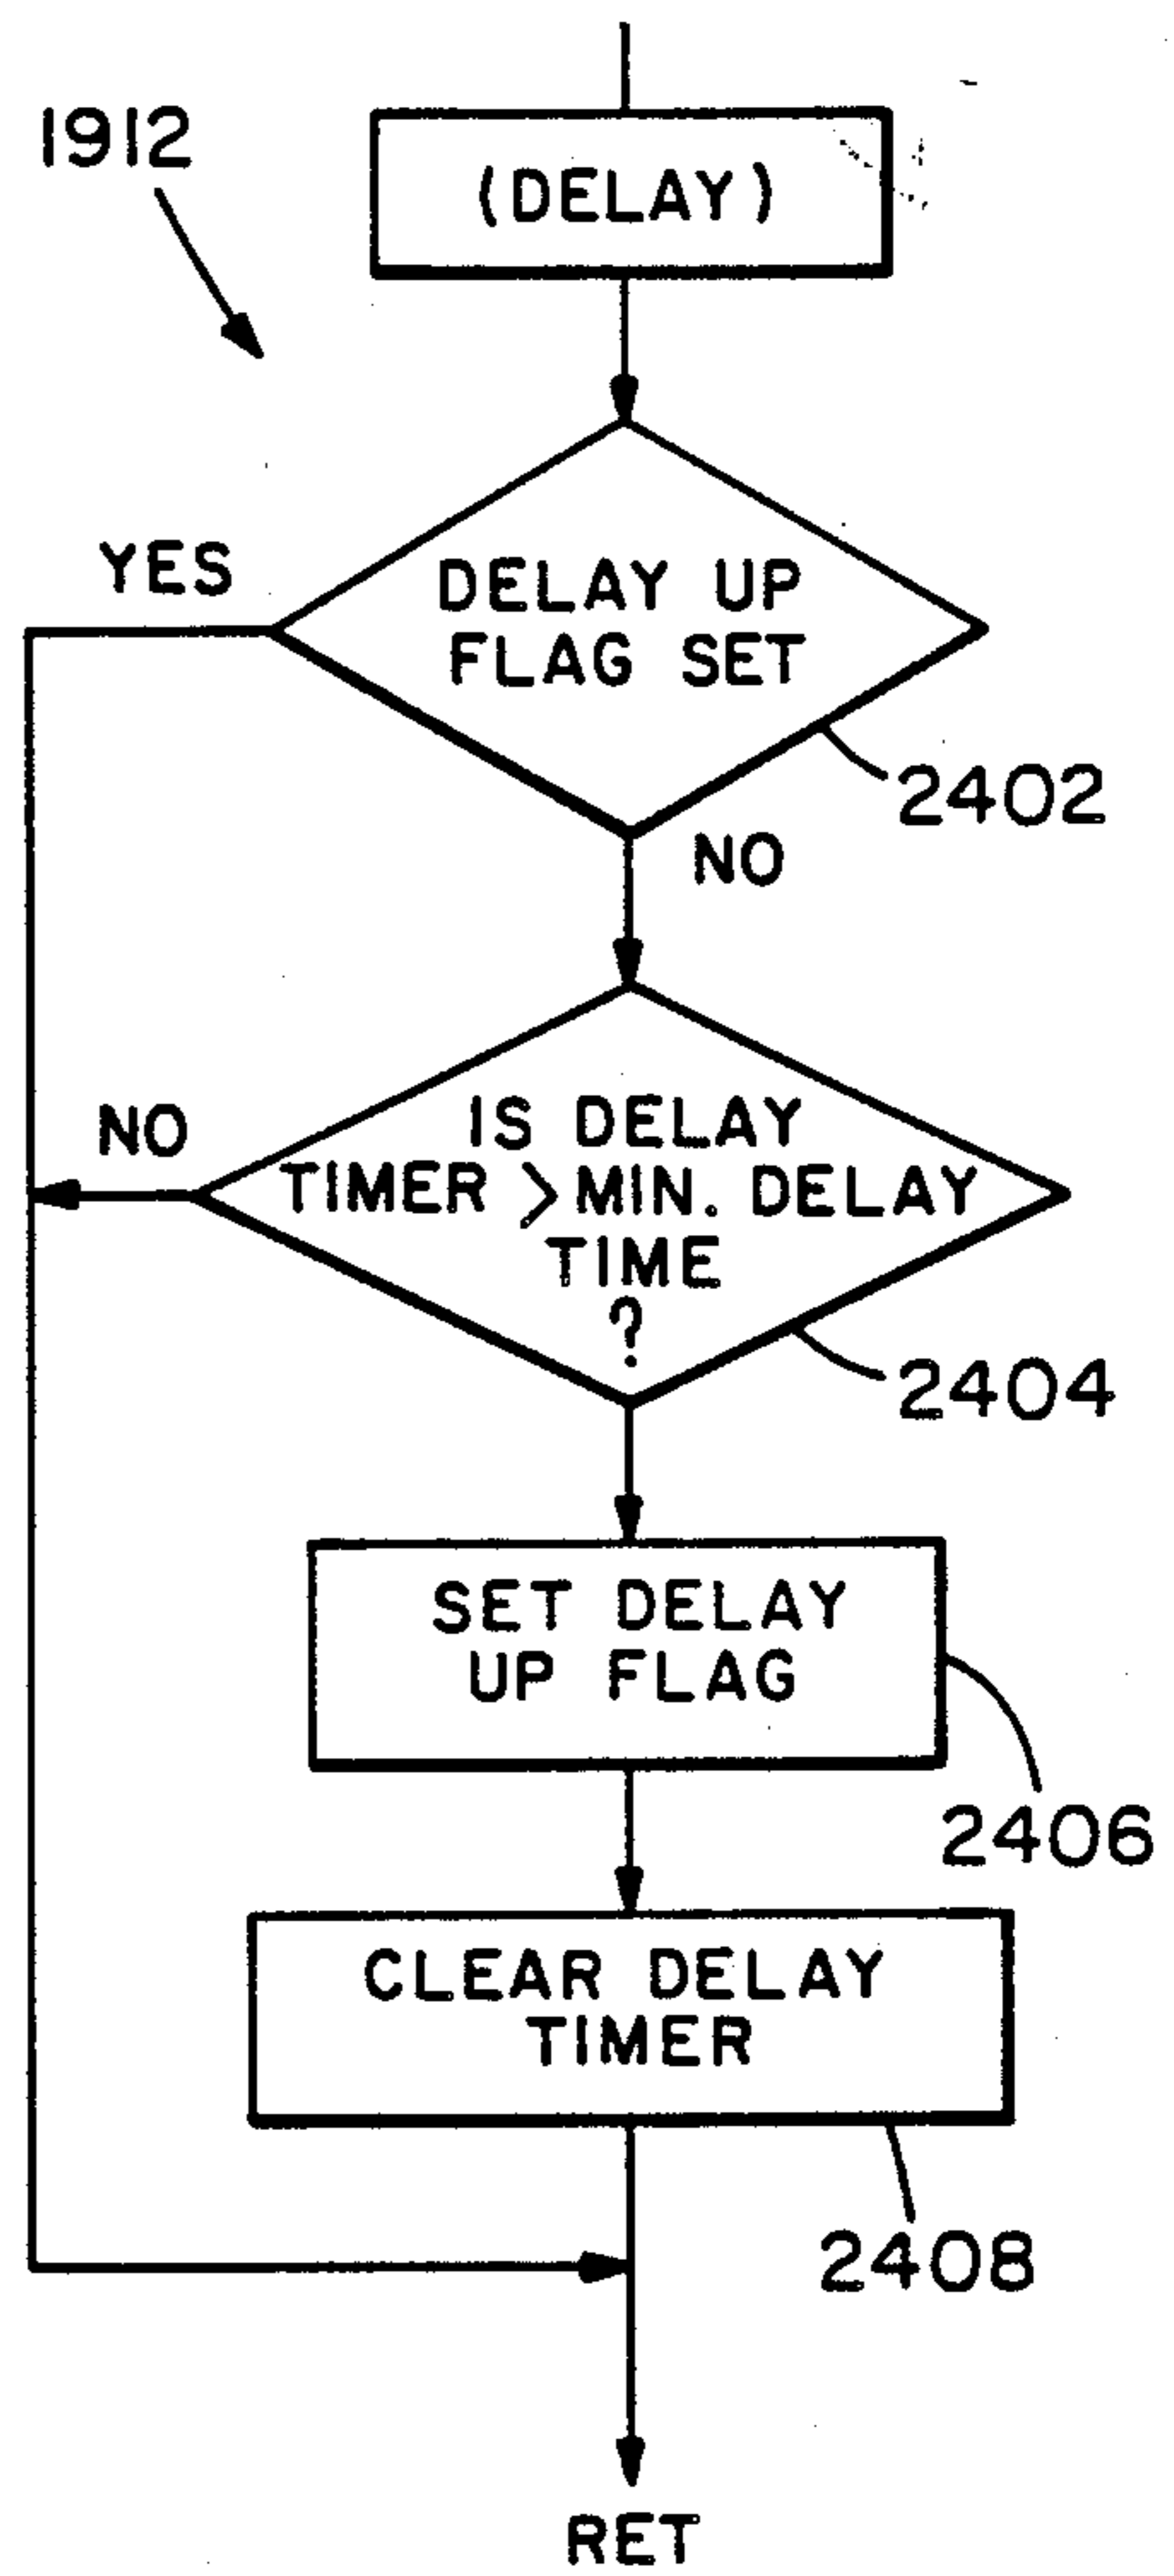 1912
(DELAY)
YES
DELAY UP
FLAG SET
2402
NO
NO
IS DELAY
TIMER > MIN. DELAY
TIME
?
2404
SET DELAY
UP FLAG
2406
CLEAR DELAY
TIMER
2408
RET